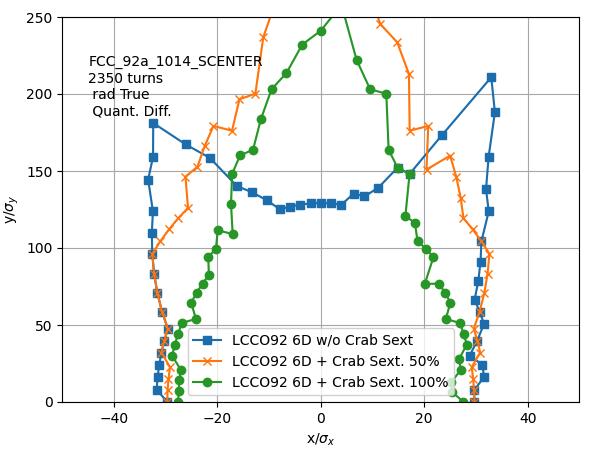 250
200
150
100
50
0
y/σy
FCC_92a_1014_SCENTER
2350 turns
rad True
Quant. Diff.
LCCO92 6D w/o Crab Sext
LCCO92 6D + Crab Sext. 50%
LCCO92 6D + Crab Sext. 100%
−40
−20
0
20
40
x/σx